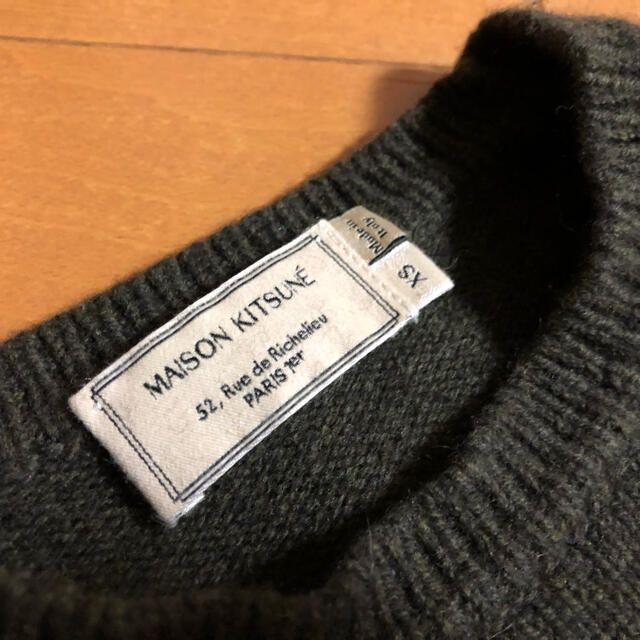 MAISON KITSUNÉ
52, Rue de Richelieu
PARIS 1er
Made in
Italy
XS